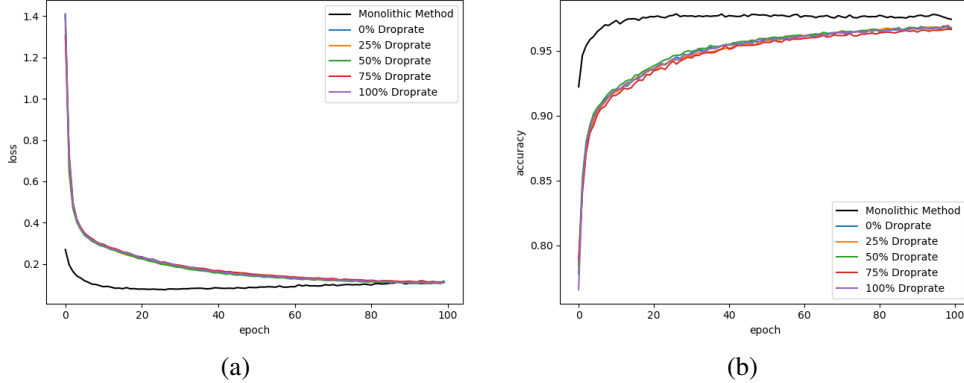 1.4
1.2
1.0
0.8
0.6
0.4
0.2
loss
0
20
40
60
80
100
epoch
Monolithic Method
0% Droprate
25% Droprate
50% Droprate
75% Droprate
100% Droprate
(a)
0.95
0.90
0.85
0.80
accuracy
0
20
40
60
80
100
epoch
Monolithic Method
0% Droprate
25% Droprate
50% Droprate
75% Droprate
100% Droprate
(b)